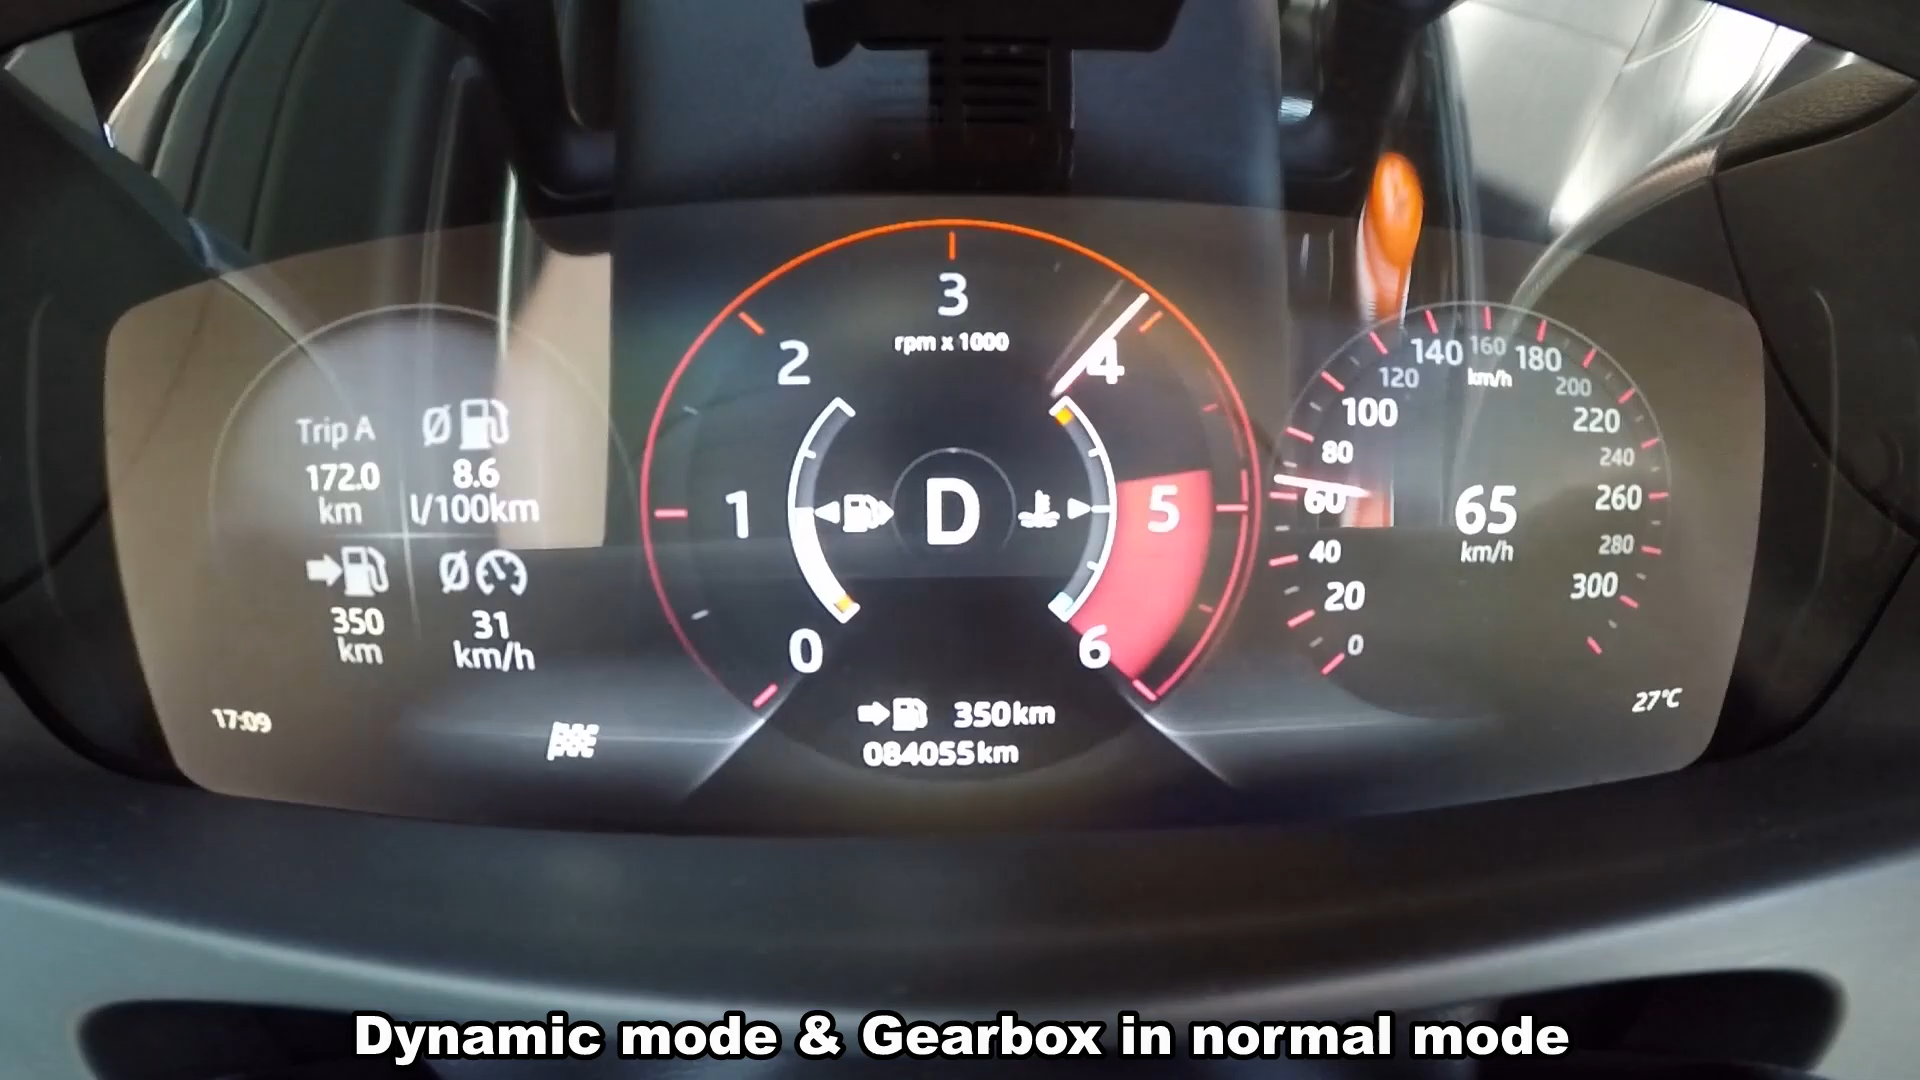 Trip A
172.0
km
8.6
l/100km
350
km
31
km/h
17:09
0
1
2
3
4
5
6
rpm x 1000
D
350km
084055km
0
20
40
60
80
100
120
140
160
180
200
220
240
260
280
300
km/h
65
km/h
27°C
Dynamic mode & Gearbox in normal mode